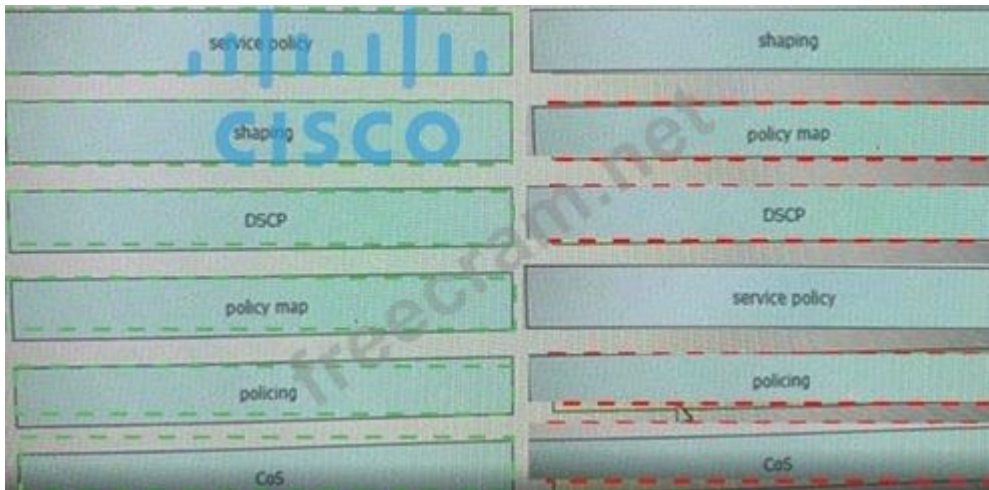 service policy
shaping
DSCP
policy map
policing
CoS
shaping
policy map
DSCP
service policy
policing
CoS
CISCO
freecram.net